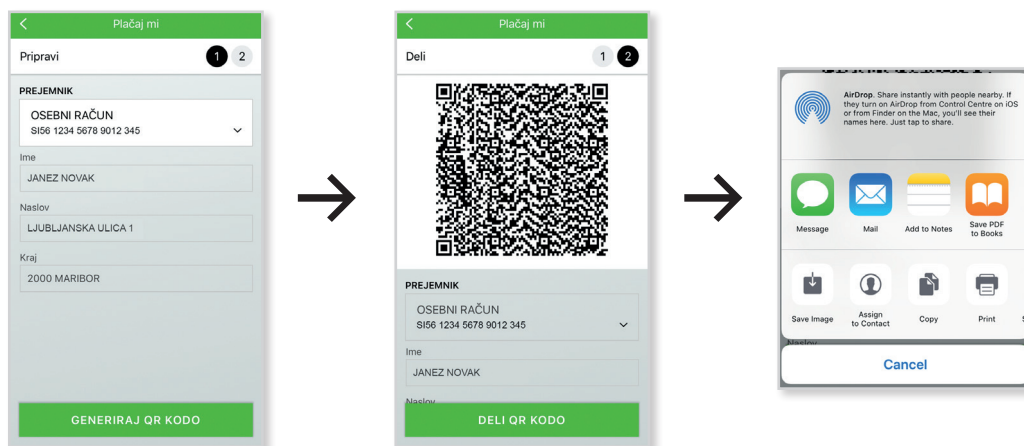 Plačaj mi
Pripravi
1 2
PREJEMNIK
OSEBNI RAČUN
SI56 1234 5678 9012 345
Ime
JANEZ NOVAK
Naslov
LJUBLJANSKA ULICA 1
Kraj
2000 MARIBOR
GENERIRAJ QR KODO
Plačaj mi
Deli
1 2
PREJEMNIK
OSEBNI RAČUN
SI56 1234 5678 9012 345
Ime
JANEZ NOVAK
Naslov
DELI QR KODO
AirDrop. Share instantly with people nearby. If
they turn on AirDrop from Control Centre on iOS
or from Finder on the Mac, you'll see their
names here. Just tap to share.
Message
Mail
Add to Notes
Save PDF
to Books
Save Image
Assign
to Contact
Copy
Print
Naslov
Cancel